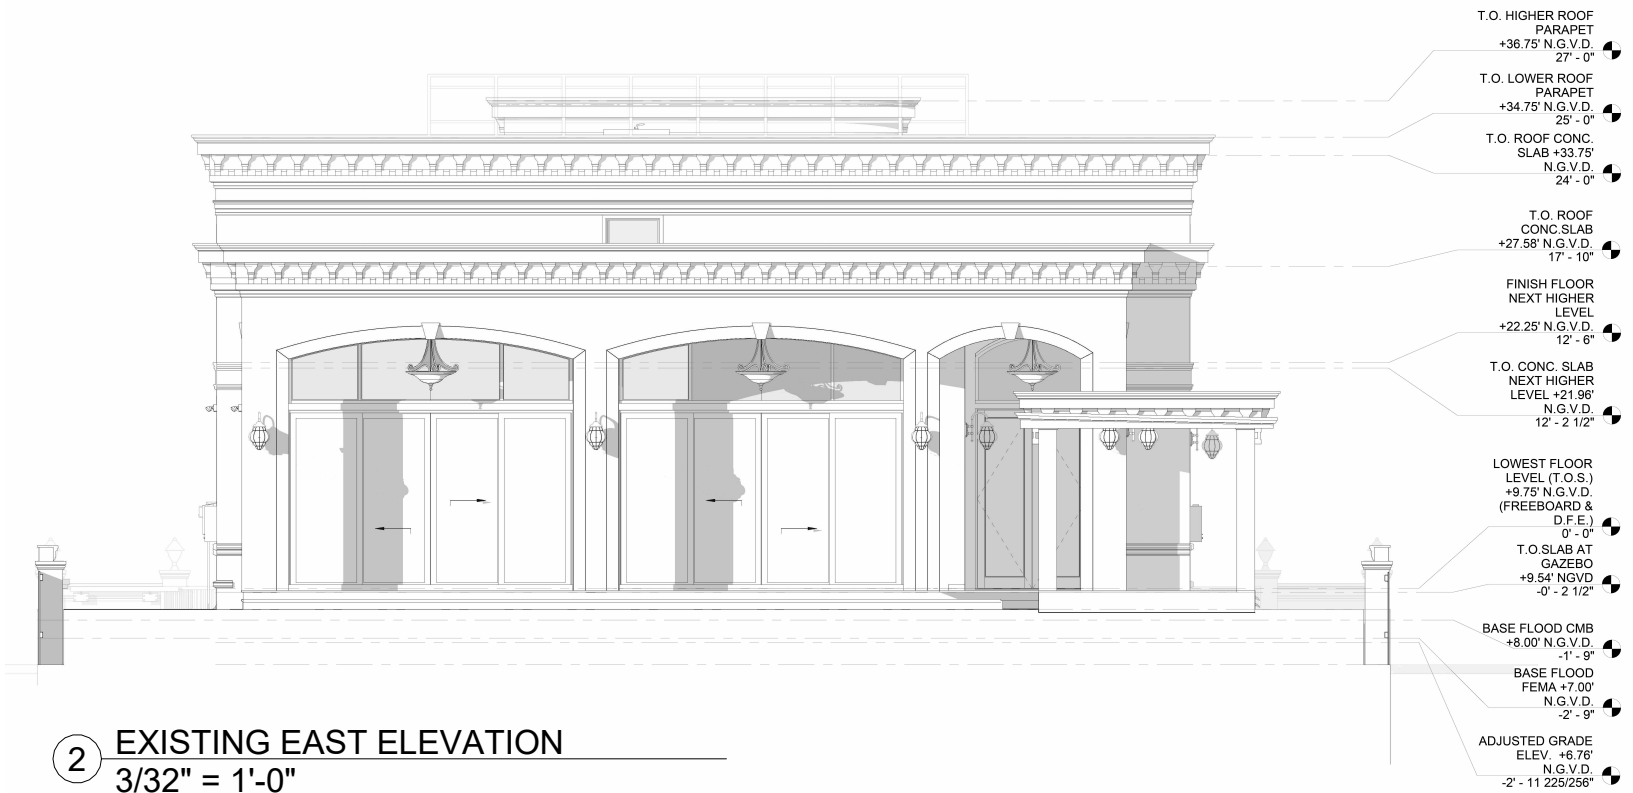 T.O. HIGHER ROOF
PARAPET
+36.75' N.G.V.D.
27' - 0"
T.O. LOWER ROOF
PARAPET
+34.75' N.G.V.D.
25' - 0"
T.O. ROOF CONC.
SLAB +33.75'
N.G.V.D.
24' - 0"
T.O. ROOF
CONC.SLAB
+27.58' N.G.V.D.
17' - 10"
FINISH FLOOR
NEXT HIGHER
LEVEL
+22.25' N.G.V.D.
12' - 6"
T.O. CONC. SLAB
NEXT HIGHER
LEVEL +21.96'
N.G.V.D.
12' - 2 1/2"
LOWEST FLOOR
LEVEL (T.O.S.)
+9.75' N.G.V.D.
(FREEBOARD &
D.F.E.)
0' - 0"
T.O.SLAB AT
GAZEBO
+9.54' NGVD
-0' - 2 1/2"
BASE FLOOD CMB
+8.00' N.G.V.D.
-1' - 9"
BASE FLOOD
FEMA +7.00'
N.G.V.D.
-2' - 9"
ADJUSTED GRADE
ELEV.  +6.76'
N.G.V.D.
-2' - 11 225/256"
2
EXISTING EAST ELEVATION
3/32" = 1'-0"